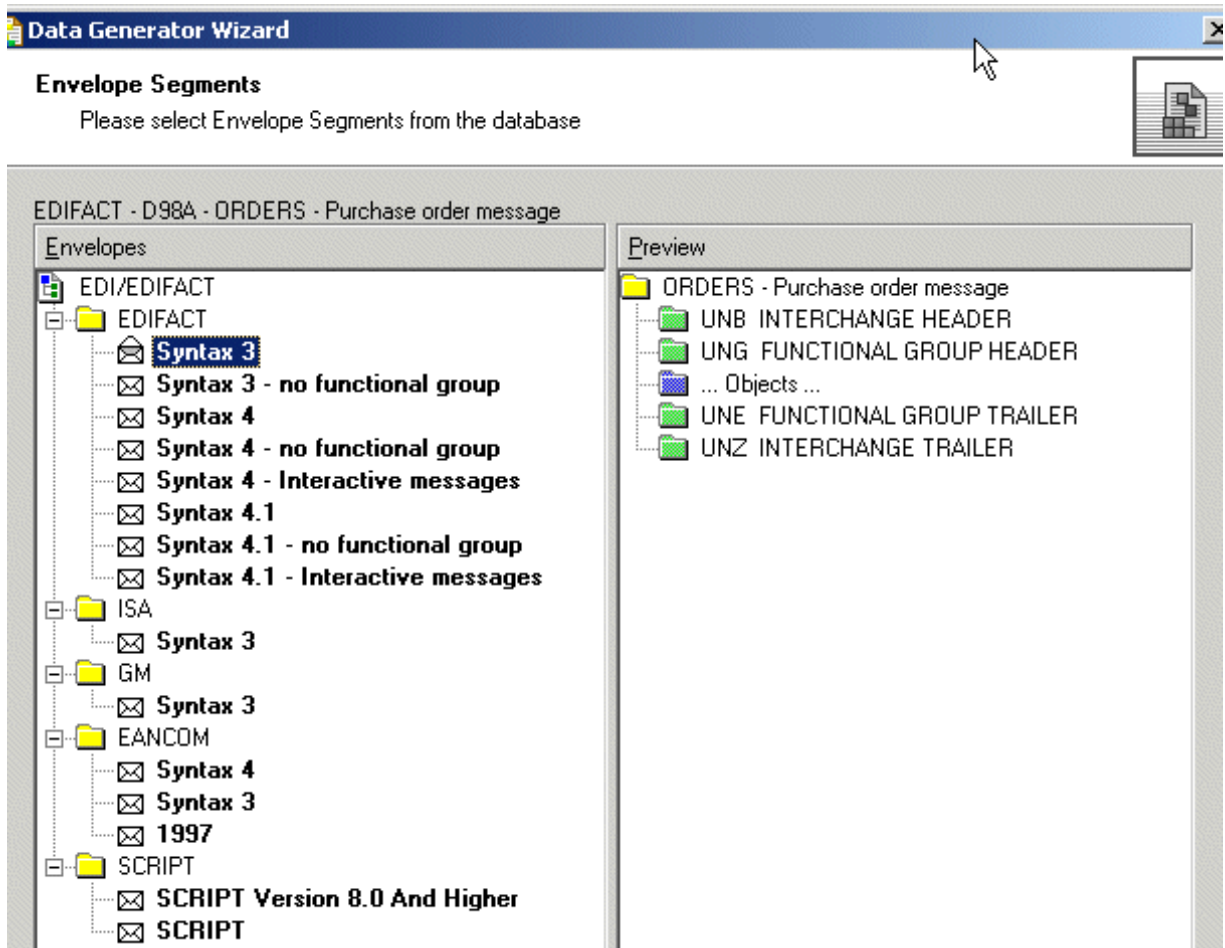 Data Generator Wizard
Envelope Segments
Please select Envelope Segments from the database
EDIFACT - D98A - ORDERS - Purchase order message
Envelopes
EDI/EDIFACT
EDIFACT
Syntax 3
Syntax 3 - no functional group
Syntax 4
Syntax 4 - no functional group
Syntax 4 - Interactive messages
Syntax 4.1
Syntax 4.1 - no functional group
Syntax 4.1 - Interactive messages
ISA
Syntax 3
GM
Syntax 3
EANCOM
Syntax 4
Syntax 3
1997
SCRIPT
SCRIPT Version 8.0 And Higher
SCRIPT
Preview
ORDERS - Purchase order message
UNB INTERCHANGE HEADER
UNG FUNCTIONAL GROUP HEADER
... Objects ...
UNE FUNCTIONAL GROUP TRAILER
UNZ INTERCHANGE TRAILER